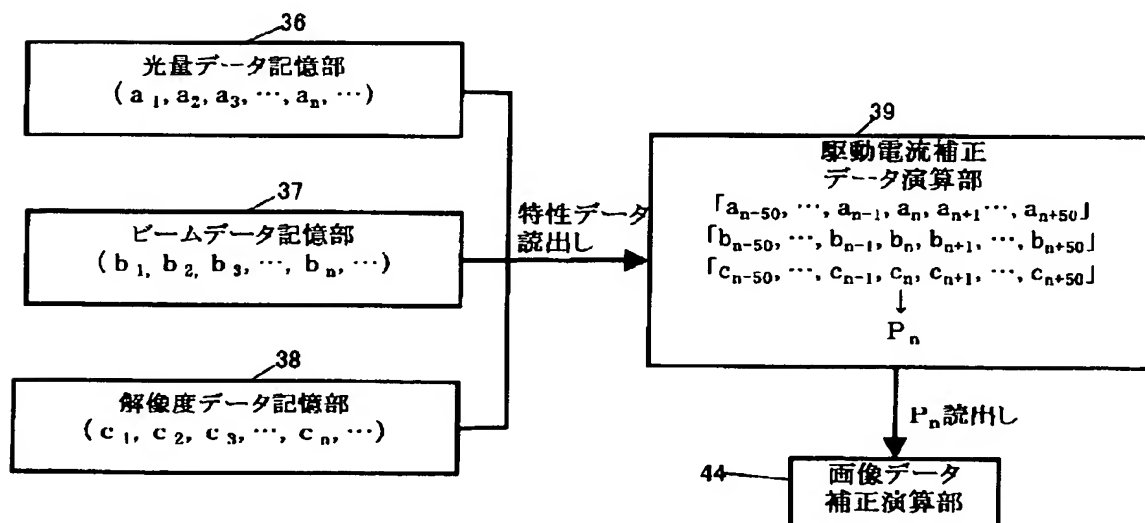 36
光量データ記憶部
(a₁, a₂, a₃, ⋯, aₙ, ⋯)
37
ビームデータ記憶部
(b₁, b₂, b₃, ⋯, bₙ, ⋯)
38
解像度データ記憶部
(c₁, c₂, c₃, ⋯, cₙ, ⋯)
特性データ
読出し
39
駆動電流補正
データ演算部
「aₙ₋₅₀, ⋯, aₙ₋₁, aₙ, aₙ₊₁ ⋯, aₙ₊₅₀」
「bₙ₋₅₀, ⋯, bₙ₋₁, bₙ, bₙ₊₁, ⋯, bₙ₊₅₀」
「cₙ₋₅₀, ⋯, cₙ₋₁, cₙ, cₙ₊₁, ⋯, cₙ₊₅₀」
↓
Pₙ
Pₙ読出し
44
画像データ
補正演算部